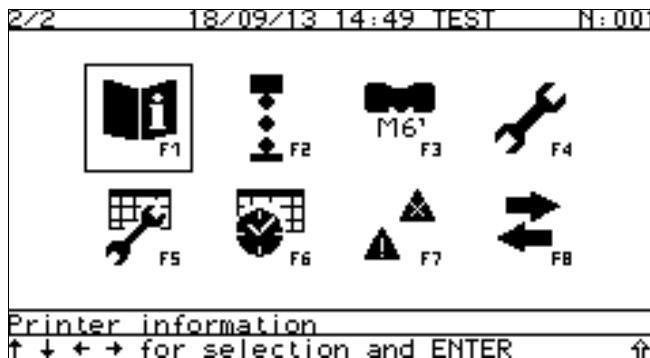 2/2 18/09/13 14:49 TEST N:001
F1 F2 M6' F3 F4
F5 F6 F7 F8
Printer information
↑ ↓ ← → for selection and ENTER ⇧